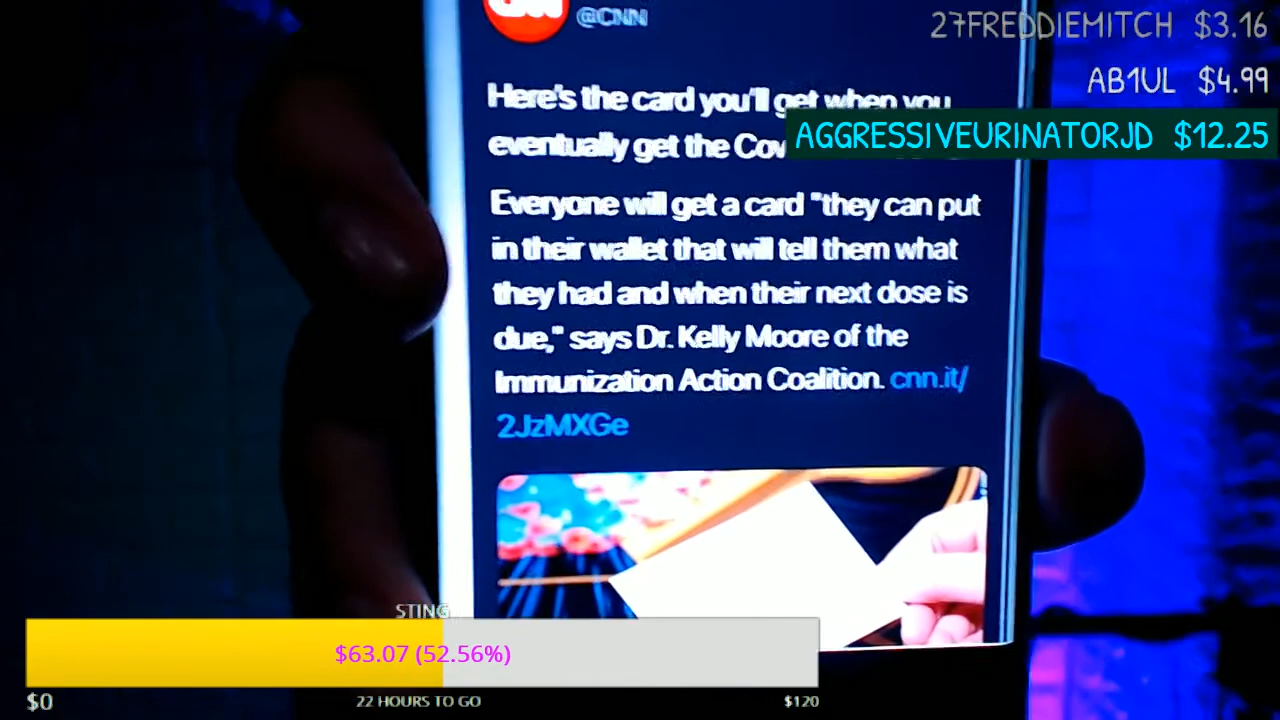 CNN
@CNN
27FREDDIEMITCH $3.16
AB1UL $4.99
AGGRESSIVEURINATORJD $12.25
Here's the card you'll get when you
eventually get the
Everyone will get a card "they can put
in their wallet that will tell them what
they had and when their next dose is
due," says Dr. Kelly Moore of the
Immunization Action Coalition. cnn.it/
2JzMXGe
STING
$63.07 (52.56%)
$0
22 HOURS TO GO
$120